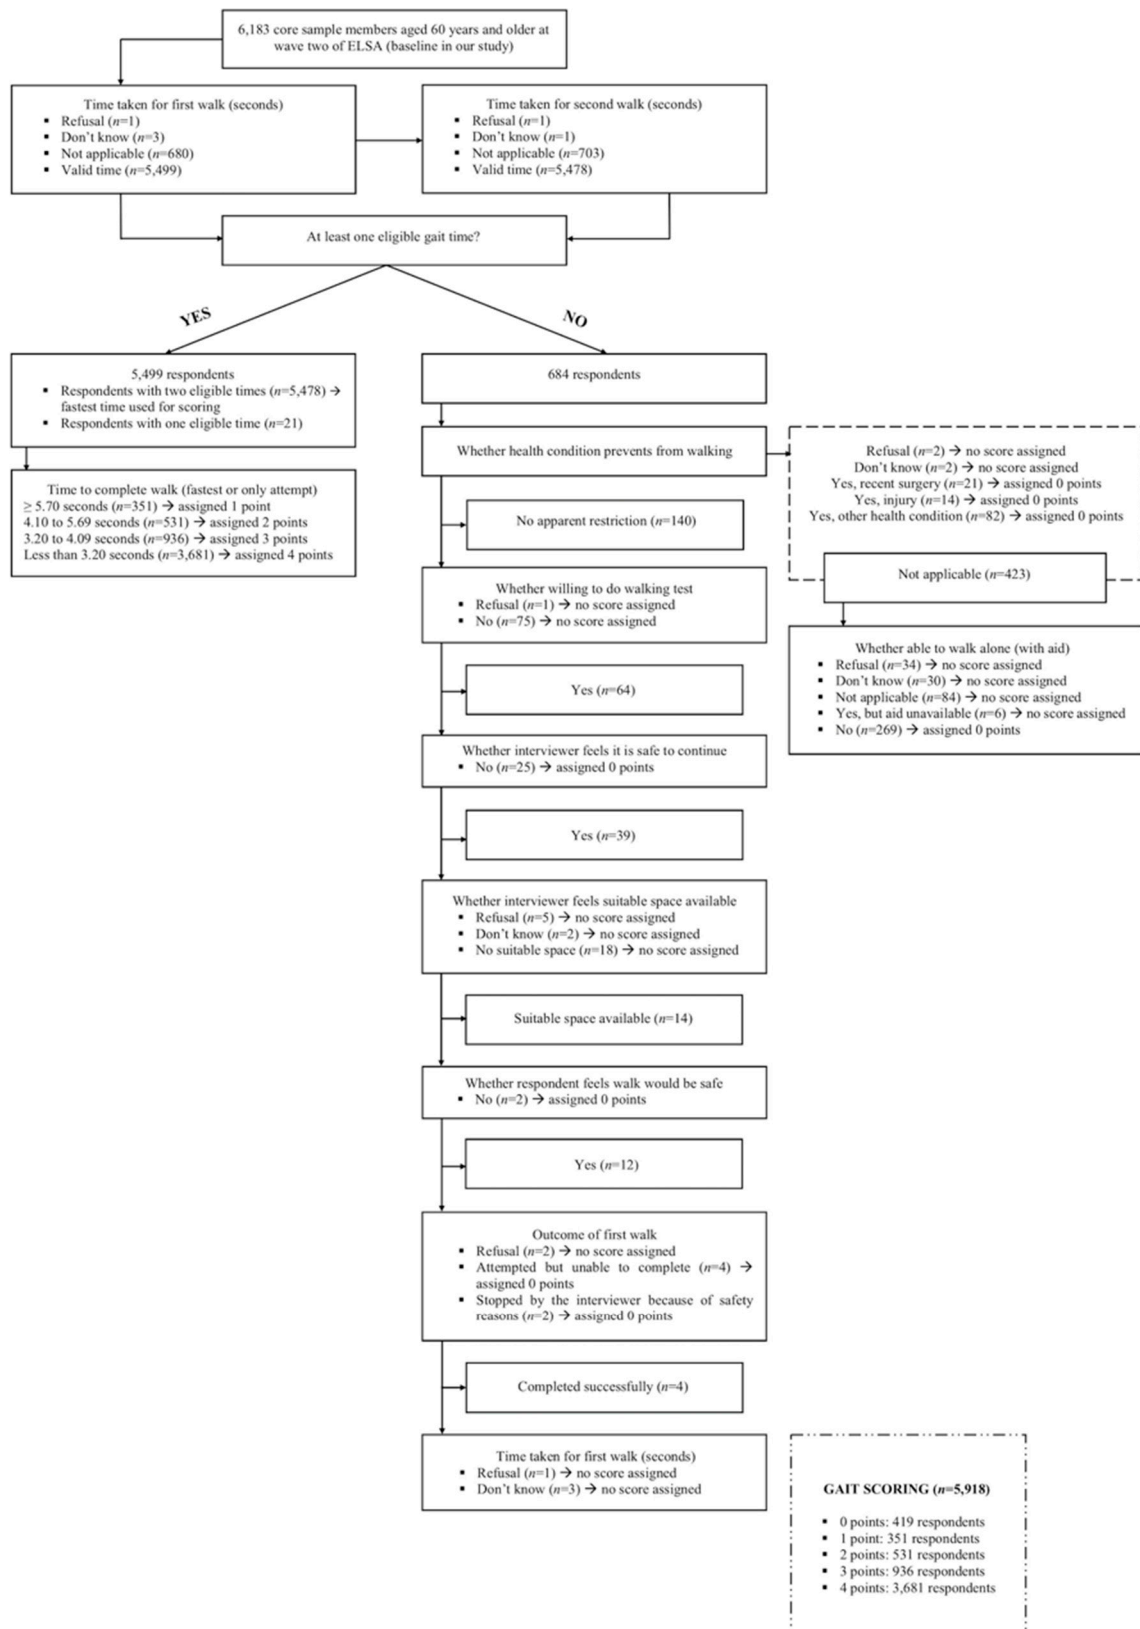 6,183 core sample members aged 60 years and older at
wave two of ELSA (baseline in our study)
Time taken for first walk (seconds)
▪ Refusal (n=1)
▪ Don't know (n=3)
▪ Not applicable (n=680)
▪ Valid time (n=5,499)
Time taken for second walk (seconds)
▪ Refusal (n=1)
▪ Don't know (n=1)
▪ Not applicable (n=703)
▪ Valid time (n=5,478)
At least one eligible gait time?
YES
NO
5,499 respondents
▪ Respondents with two eligible times (n=5,478) →
fastest time used for scoring
▪ Respondents with one eligible time (n=21)
Time to complete walk (fastest or only attempt)
≥ 5.70 seconds (n=351) → assigned 1 point
4.10 to 5.69 seconds (n=531) → assigned 2 points
3.20 to 4.09 seconds (n=936) → assigned 3 points
Less than 3.20 seconds (n=3,681) → assigned 4 points
684 respondents
Whether health condition prevents from walking
Refusal (n=2) → no score assigned
Don't know (n=2) → no score assigned
Yes, recent surgery (n=21) → assigned 0 points
Yes, injury (n=14) → assigned 0 points
Yes, other health condition (n=82) → assigned 0 points
Not applicable (n=423)
Whether able to walk alone (with aid)
▪ Refusal (n=34) → no score assigned
▪ Don't know (n=30) → no score assigned
▪ Not applicable (n=84) → no score assigned
▪ Yes, but aid unavailable (n=6) → no score assigned
▪ No (n=269) → assigned 0 points
No apparent restriction (n=140)
Whether willing to do walking test
▪ Refusal (n=1) → no score assigned
▪ No (n=75) → no score assigned
Yes (n=64)
Whether interviewer feels it is safe to continue
▪ No (n=25) → assigned 0 points
Yes (n=39)
Whether interviewer feels suitable space available
▪ Refusal (n=5) → no score assigned
▪ Don't know (n=2) → no score assigned
▪ No suitable space (n=18) → no score assigned
Suitable space available (n=14)
Whether respondent feels walk would be safe
▪ No (n=2) → assigned 0 points
Yes (n=12)
Outcome of first walk
▪ Refusal (n=2) → no score assigned
▪ Attempted but unable to complete (n=4) →
assigned 0 points
▪ Stopped by the interviewer because of safety
reasons (n=2) → assigned 0 points
Completed successfully (n=4)
Time taken for first walk (seconds)
▪ Refusal (n=1) → no score assigned
▪ Don't know (n=3) → no score assigned
GAIT SCORING (n=5,918)
▪ 0 points: 419 respondents
▪ 1 point: 351 respondents
▪ 2 points: 531 respondents
▪ 3 points: 936 respondents
▪ 4 points: 3,681 respondents